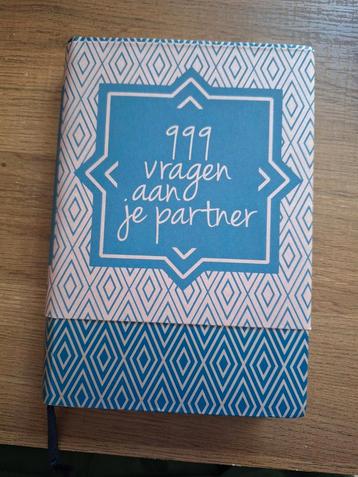 999
vragen
aan
je partner